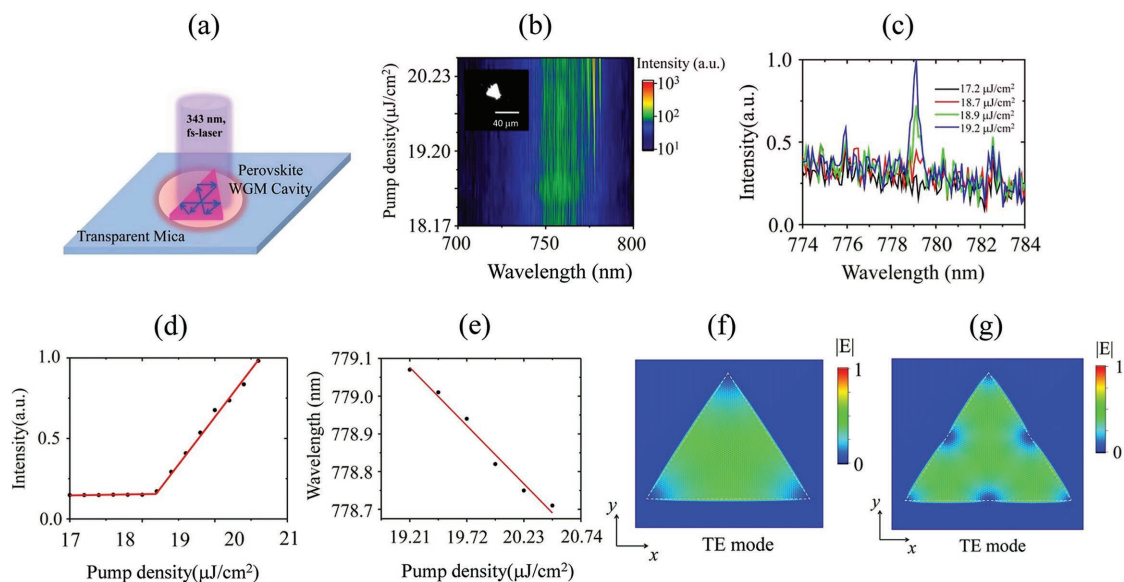 (a)
343 nm,
fs-laser
Perovskite
WGM Cavity
Transparent Mica
(b)
Pump density(μJ/cm²)
20.23
19.20
18.17
700
750
800
Wavelength (nm)
40 μm
Intensity (a.u.)
10³
10²
10¹
(c)
Intensity(a.u.)
1.0
0.5
0.0
17.2 μJ/cm²
18.7 μJ/cm²
18.9 μJ/cm²
19.2 μJ/cm²
774 776 778 780 782 784
Wavelength (nm)
(d)
Intensity(a.u.)
1.0
0.5
0.0
17 18 19 20 21
Pump density(μJ/cm²)
(e)
Wavelength (nm)
779.1
779.0
778.9
778.8
778.7
19.21 19.72 20.23 20.74
Pump density(μJ/cm²)
(f)
|E|
1
0
y
x
TE mode
(g)
|E|
1
0
y
x
TE mode